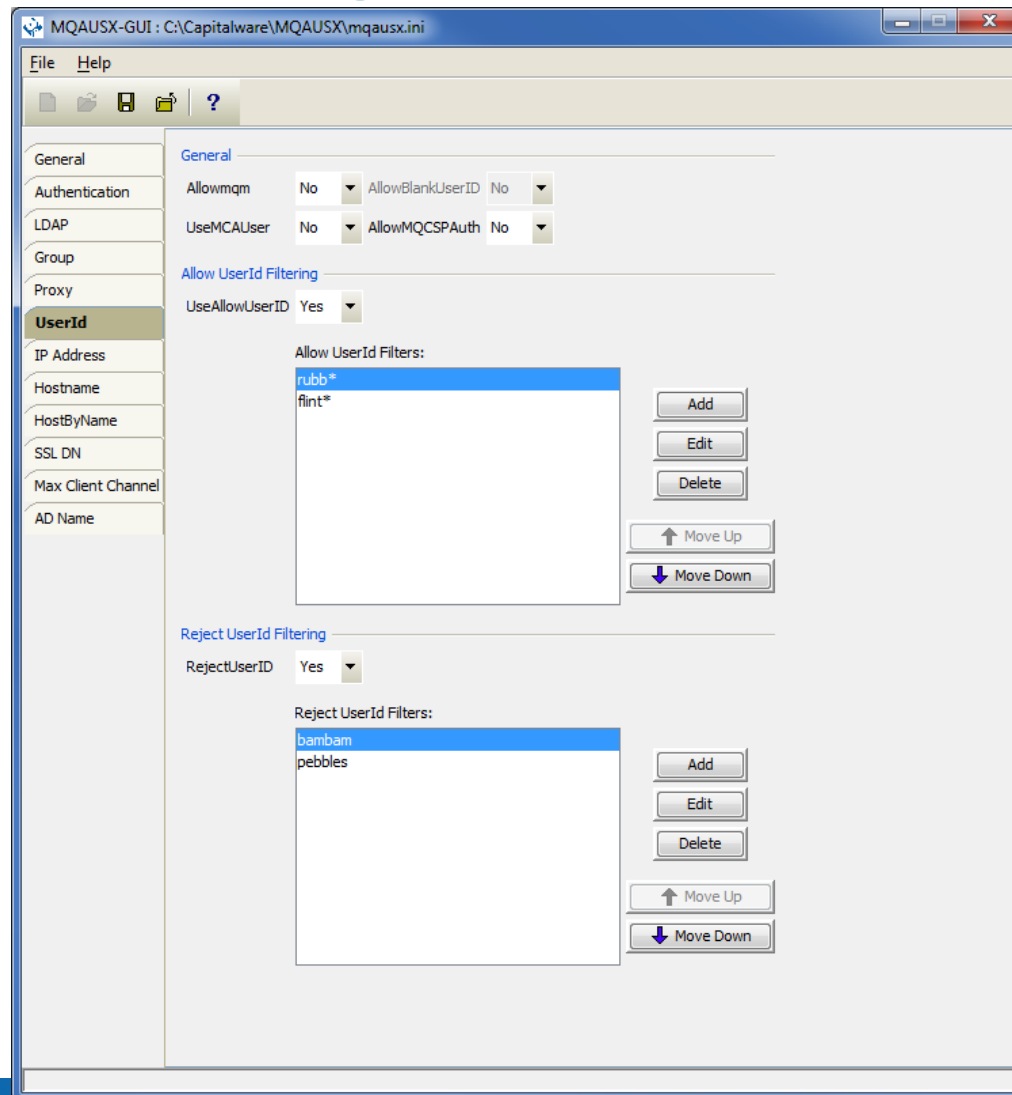 MQAUSX-GUI : C:\Capitalware\MQAUSX\mqausx.ini
File Help
?
General
Authentication
LDAP
Group
Proxy
UserId
IP Address
Hostname
HostByName
SSL DN
Max Client Channel
AD Name
General
Allowmqm No AllowBlankUserID No
UseMCAUser No AllowMQCSPAuth No
Allow UserId Filtering
UseAllowUserID Yes
Allow UserId Filters:
rubb*
flint*
Add
Edit
Delete
Move Up
Move Down
Reject UserId Filtering
RejectUserID Yes
Reject UserId Filters:
bambam
pebbles
Add
Edit
Delete
Move Up
Move Down